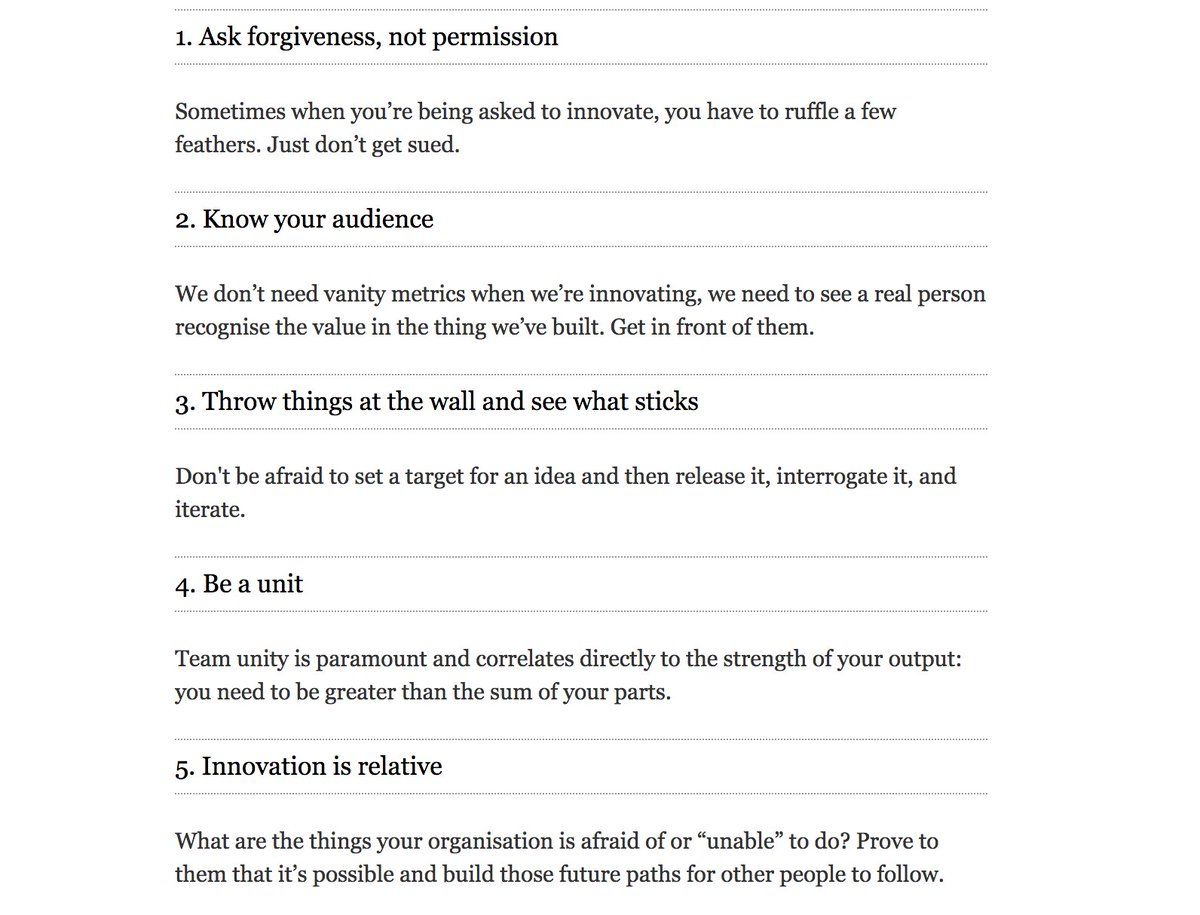 1. Ask forgiveness, not permission
Sometimes when you’re being asked to innovate, you have to ruffle a few
feathers. Just don’t get sued.
2. Know your audience
We don’t need vanity metrics when we’re innovating, we need to see a real person
recognise the value in the thing we’ve built. Get in front of them.
3. Throw things at the wall and see what sticks
Don't be afraid to set a target for an idea and then release it, interrogate it, and
iterate.
4. Be a unit
Team unity is paramount and correlates directly to the strength of your output:
you need to be greater than the sum of your parts.
5. Innovation is relative
What are the things your organisation is afraid of or “unable” to do? Prove to
them that it’s possible and build those future paths for other people to follow.